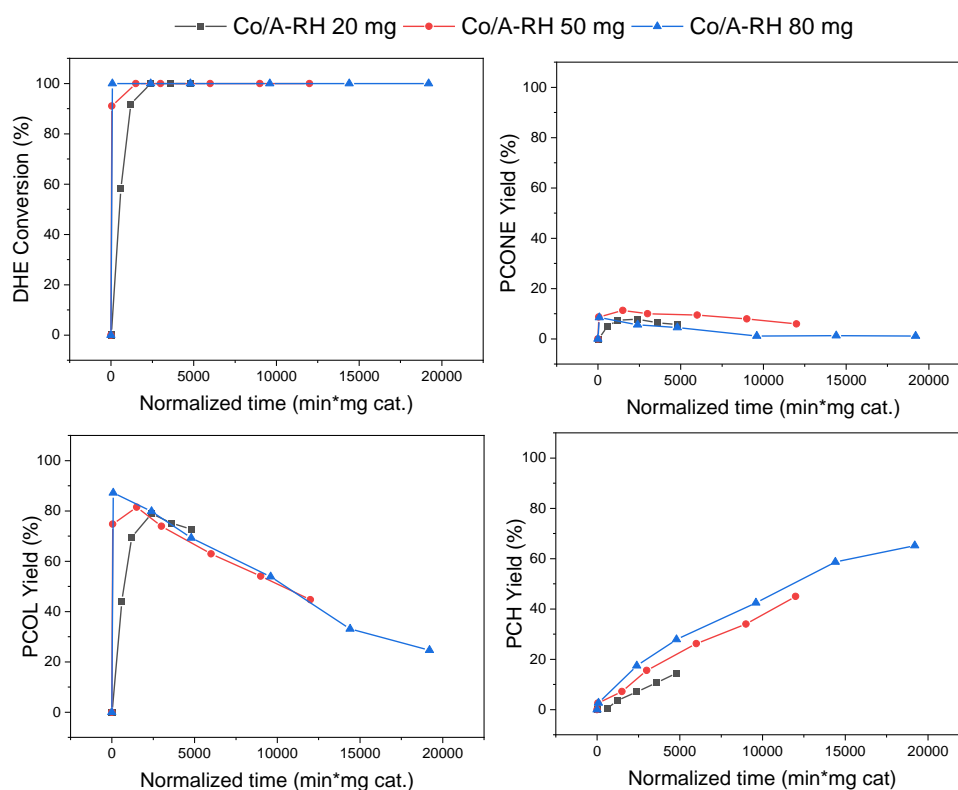 Co/A-RH 20 mg Co/A-RH 50 mg Co/A-RH 80 mg
100
80
60
40
20
0
DHE Conversion (%)
0 5000 10000 15000 20000
Normalized time (min*mg cat.)
100
80
60
40
20
0
PCONE Yield (%)
0 5000 10000 15000 20000
Normalized time (min*mg cat.)
100
80
60
40
20
0
PCOL Yield (%)
0 5000 10000 15000 20000
Normalized time (min*mg cat.)
100
80
60
40
20
0
PCH Yield (%)
0 5000 10000 15000 20000
Normalized time (min*mg cat)